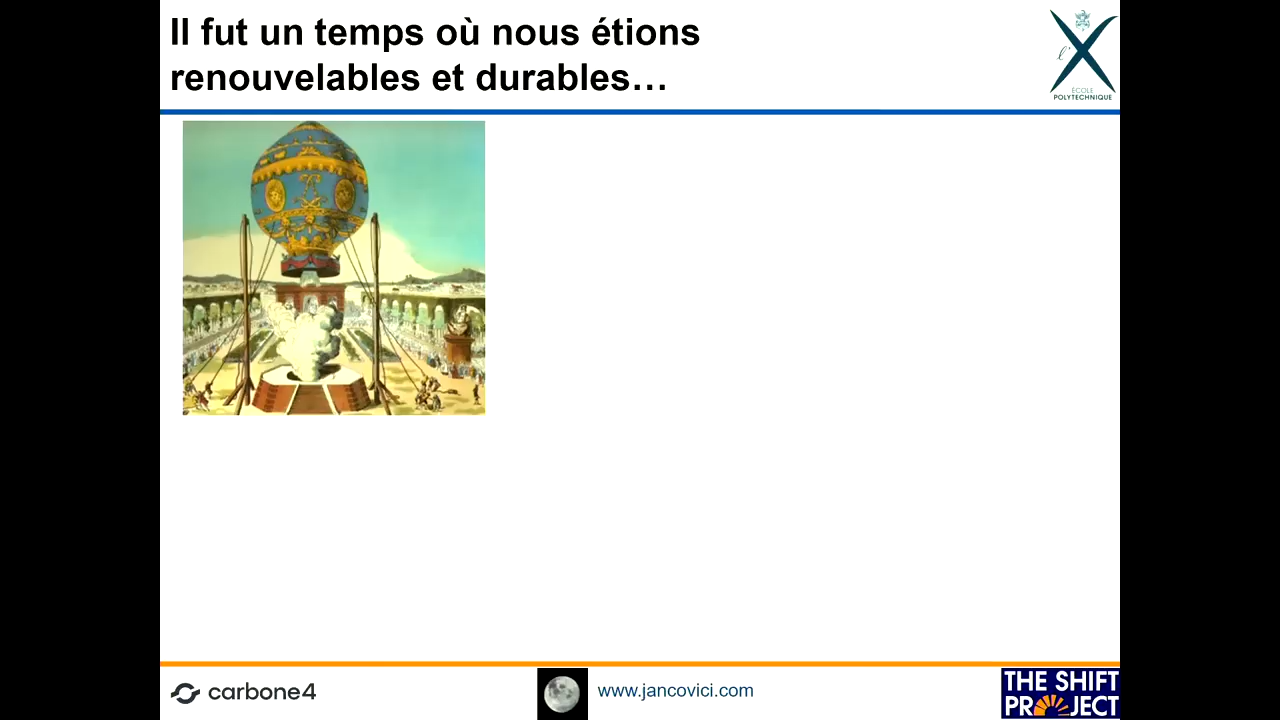 Il fut un temps où nous étions
renouvelables et durables…
l'X
ÉCOLE
POLYTECHNIQUE
carbone4
www.jancovici.com
THE SHIFT
PROJECT